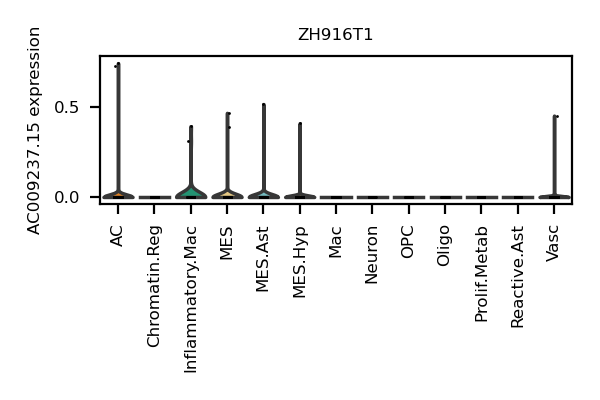 ZH916T1
AC009237.15 expression
0.5
0.0
AC
Chromatin.Reg
Inflammatory.Mac
MES
MES.Ast
MES.Hyp
Mac
Neuron
OPC
Oligo
Prolif.Metab
Reactive.Ast
Vasc